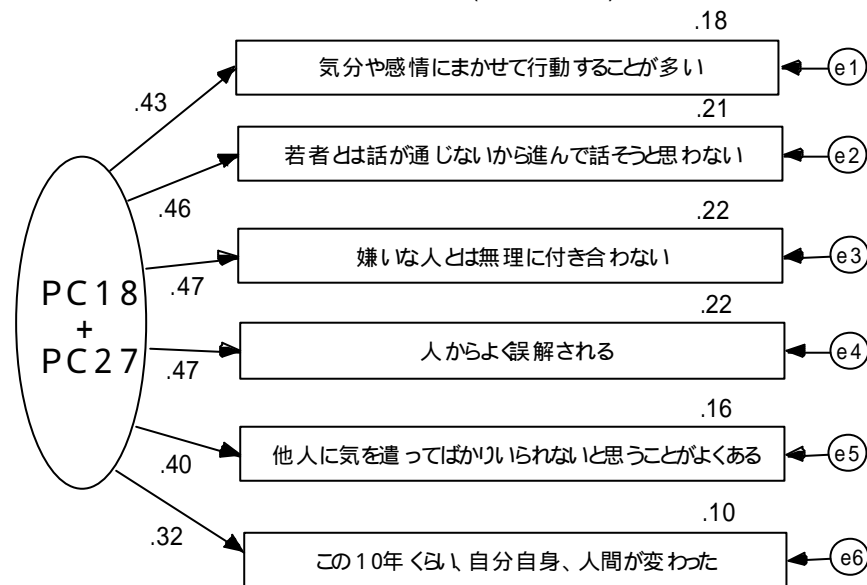 .18
気分や感情にまかせて行動することが多い
e1
.43
.21
若者とは話が通じないから進んで話そうと思わない
e2
.46
.22
嫌いな人とは無理に付き合わない
e3
.47
PC18
+
PC27
.22
人からよく誤解される
e4
.47
.16
他人に気を遣ってばかりいられないと思うことがよくある
e5
.40
.10
この10年くらい、自分自身、人間が変わった
e6
.32